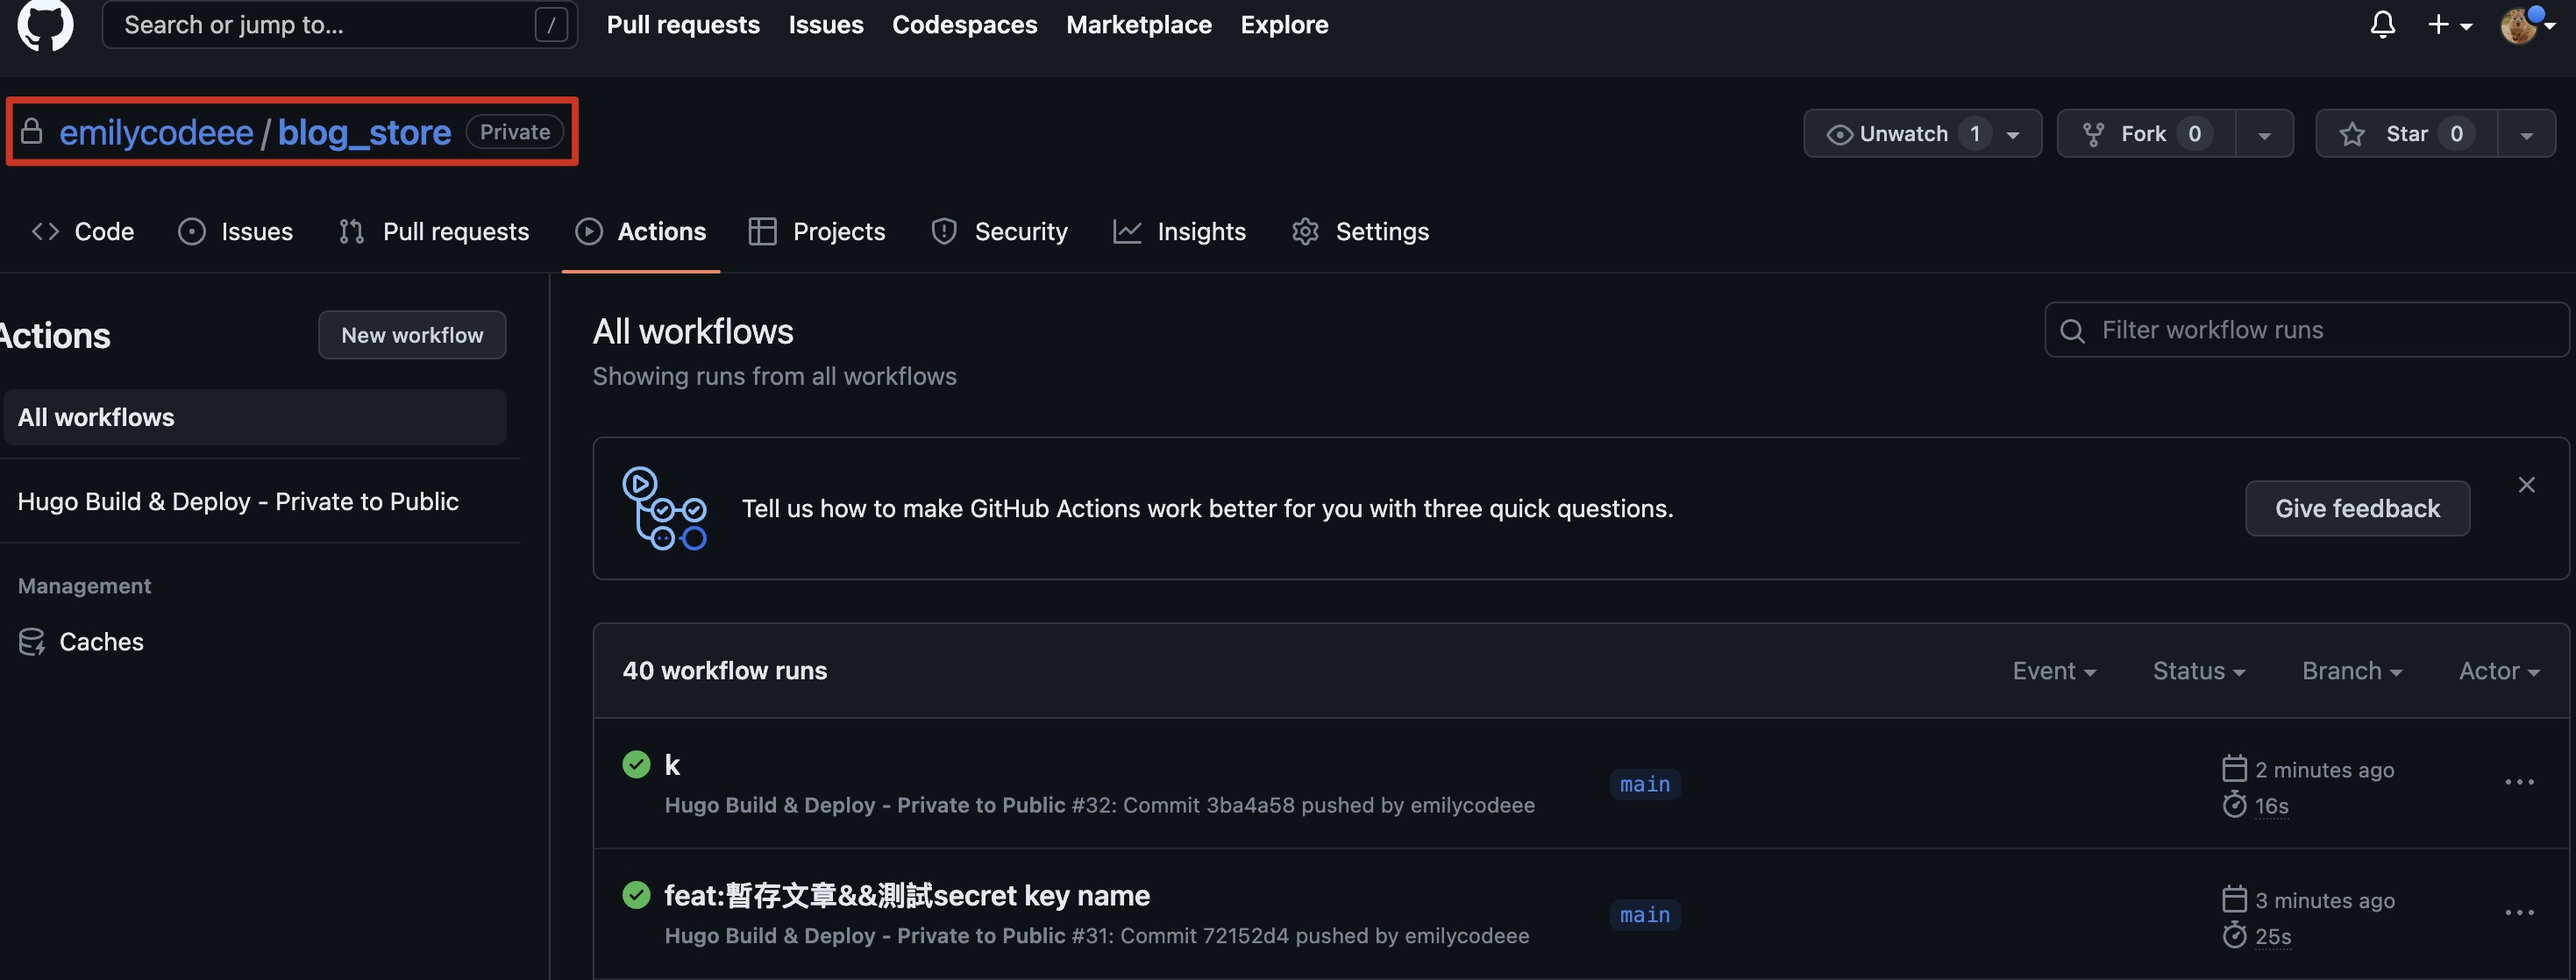 Search or jump to... / Pull requests Issues Codespaces Marketplace Explore
emilycodeee / blog_store Private Unwatch 1 Fork 0 Star 0
Code Issues Pull requests Actions Projects Security Insights Settings
Actions New workflow
All workflows
Hugo Build & Deploy - Private to Public
Management
Caches
All workflows
Showing runs from all workflows
Filter workflow runs
Tell us how to make GitHub Actions work better for you with three quick questions. Give feedback
40 workflow runs Event Status Branch Actor
k
Hugo Build & Deploy - Private to Public #32: Commit 3ba4a58 pushed by emilycodeee
main
2 minutes ago
16s
feat:暫存文章&&測試secret key name
Hugo Build & Deploy - Private to Public #31: Commit 72152d4 pushed by emilycodeee
main
3 minutes ago
25s